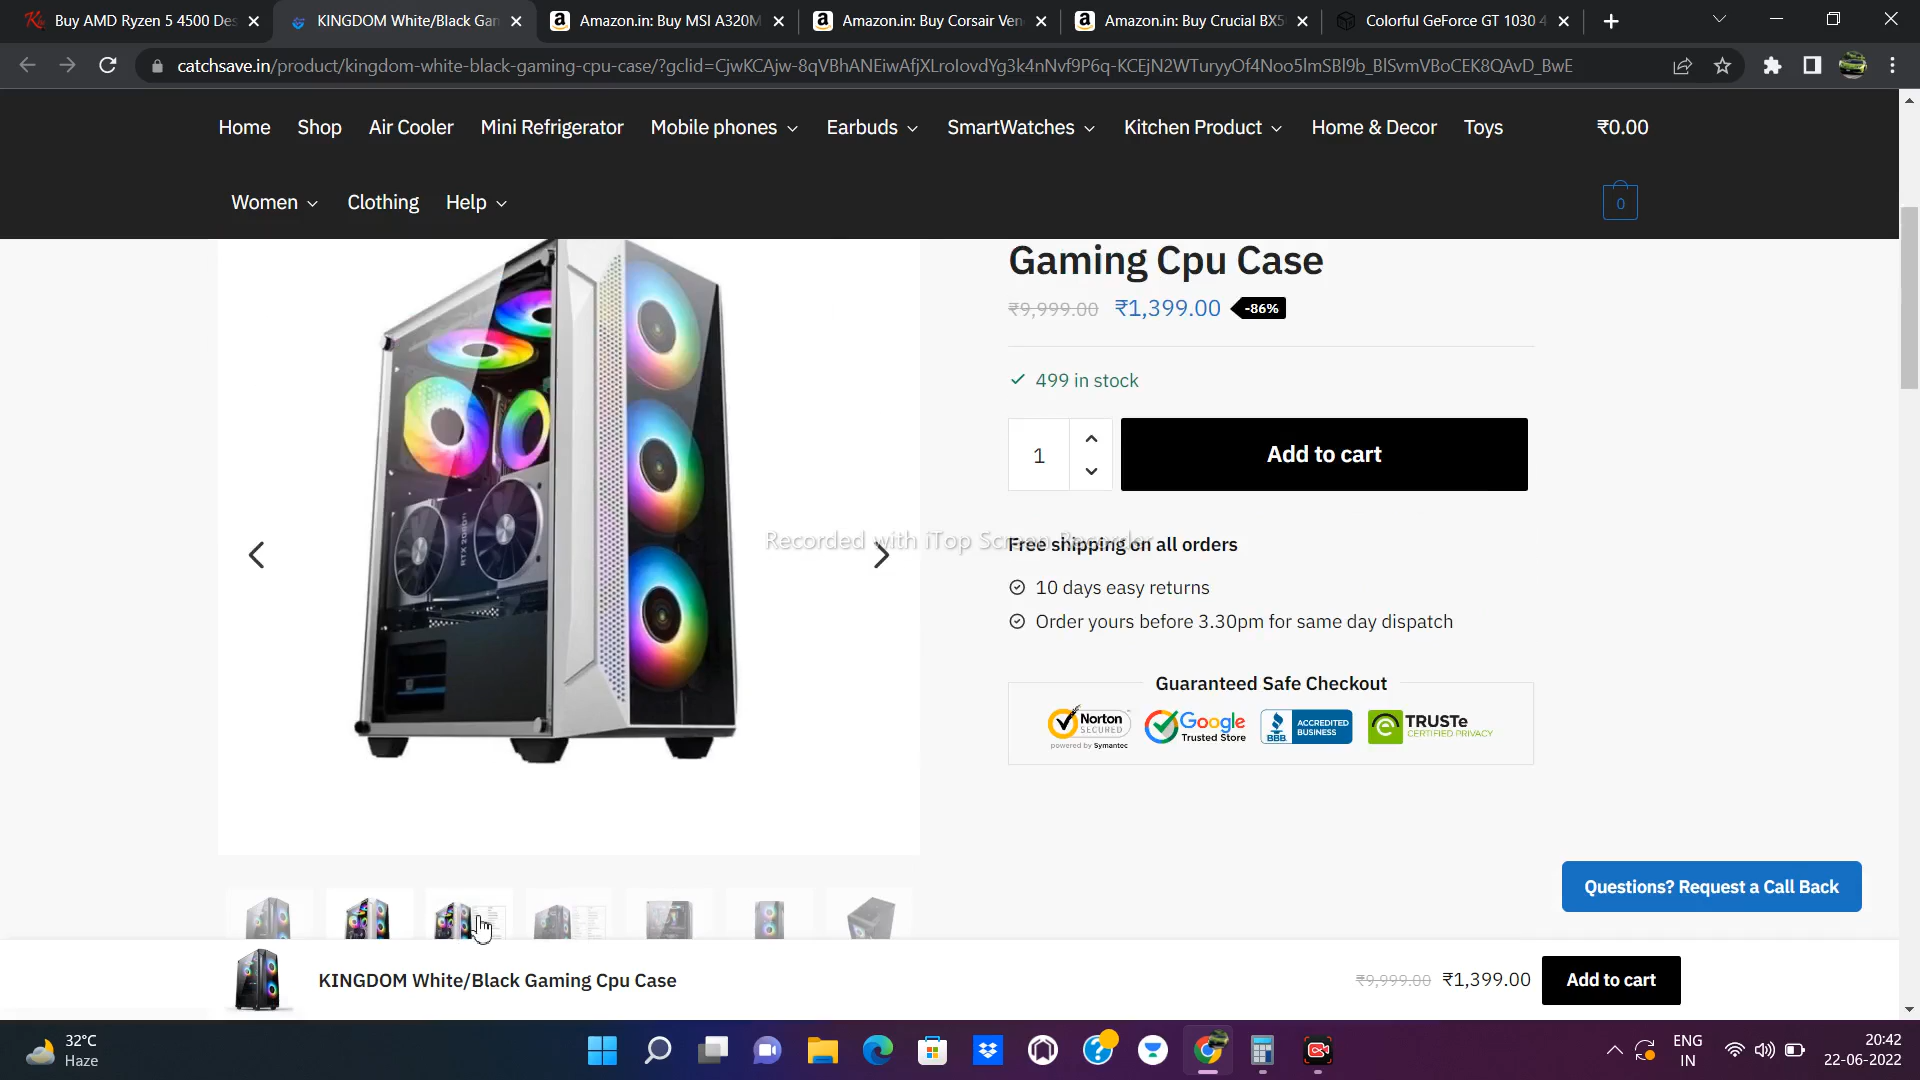 Buy AMD Ryzen 5 4500 Des
KINGDOM White/Black Gam
Amazon.in: Buy MSI A320M
Amazon.in: Buy Corsair Ven
Amazon.in: Buy Crucial BX5
Colorful GeForce GT 1030 4
catchsave.in/product/kingdom-white-black-gaming-cpu-case/?gclid=CjwKCAjw-8qVBhANEiwAfjXLroIovdYg3k4nNvf9P6q-KCEjN2WTuryyOf4Noo5lmSBl9b_BlSvmVBoCEK8QAvD_BwE
Home Shop Air Cooler Mini Refrigerator Mobile phones Earbuds SmartWatches Kitchen Product Home & Decor Toys ₹0.00
Women Clothing Help 0
Gaming Cpu Case
₹9,999.00 ₹1,399.00 -86%
499 in stock
1 Add to cart
Recorded with iTop Screen Recorder
Free shipping on all orders
10 days easy returns
Order yours before 3.30pm for same day dispatch
Guaranteed Safe Checkout
Norton
SECURED
powered by Symantec
Google
Trusted Store
BBB
ACCREDITED
BUSINESS
TRUSTe
CERTIFIED PRIVACY
RTX 2080Ti
Questions? Request a Call Back
KINGDOM White/Black Gaming Cpu Case ₹9,999.00 ₹1,399.00 Add to cart
32°C
Haze
ENG
IN
20:42
22-06-2022